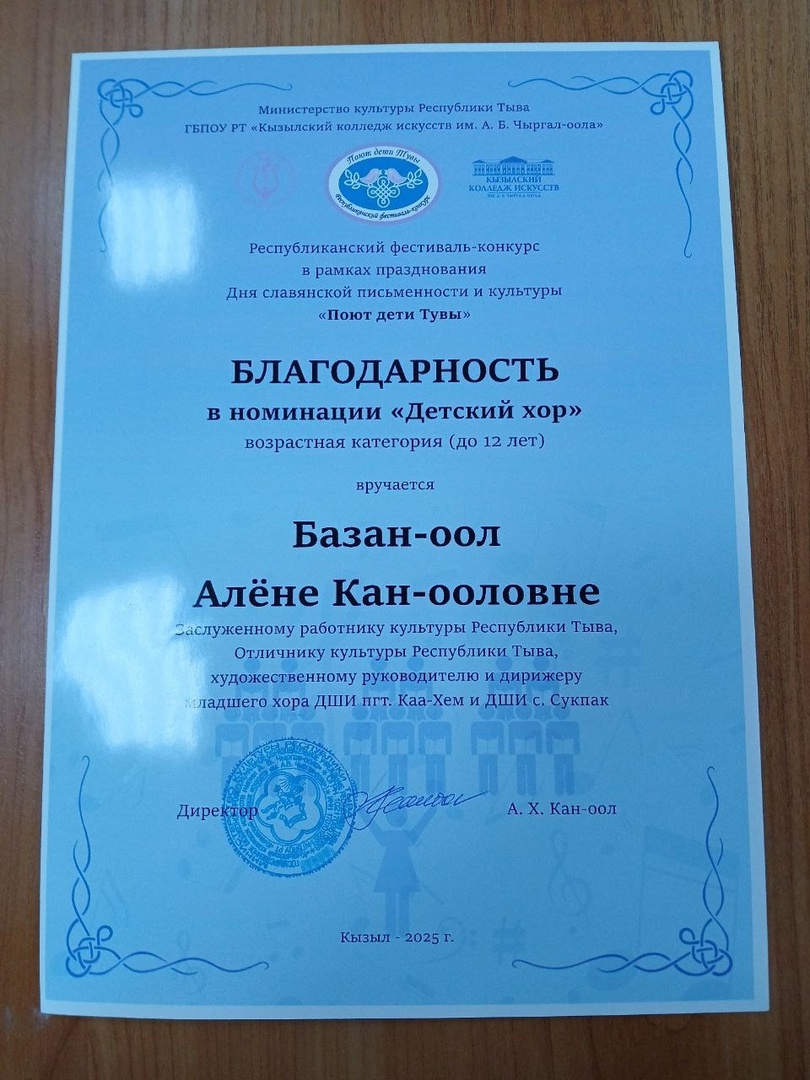 Министерство культуры Республики Тыва
ГБПОУ РТ «Кызылский колледж искусств им. А. Б. Чыргал-оола»
Поют дети Тувы
Республиканский фестиваль-конкурс
КЫЗЫЛСКИЙ
КОЛЛЕДЖ ИСКУССТВ
Республиканский фестиваль-конкурс
в рамках празднования
Дня славянской письменности и культуры
«Поют дети Тувы»
БЛАГОДАРНОСТЬ
в номинации «Детский хор»
возрастная категория (до 12 лет)
вручается
Базан-оол
Алёне Кан-ооловне
Заслуженному работнику культуры Республики Тыва,
Отличнику культуры Республики Тыва,
художественному руководителю и дирижеру
младшего хора ДШИ пгт. Каа-Хем и ДШИ с. Сукпак
Директор
А. Х. Кан-оол
Кызыл - 2025 г.